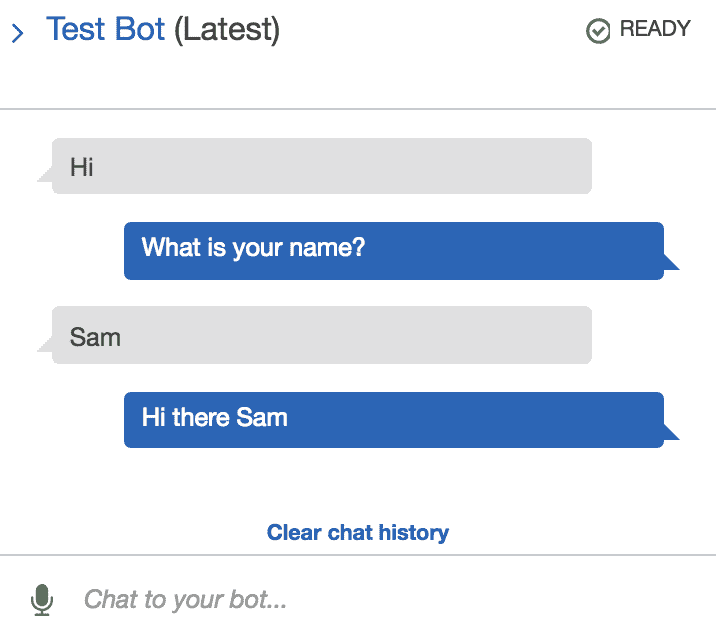 Test Bot (Latest) READY
Hi
What is your name?
Sam
Hi there Sam
Clear chat history
Chat to your bot...